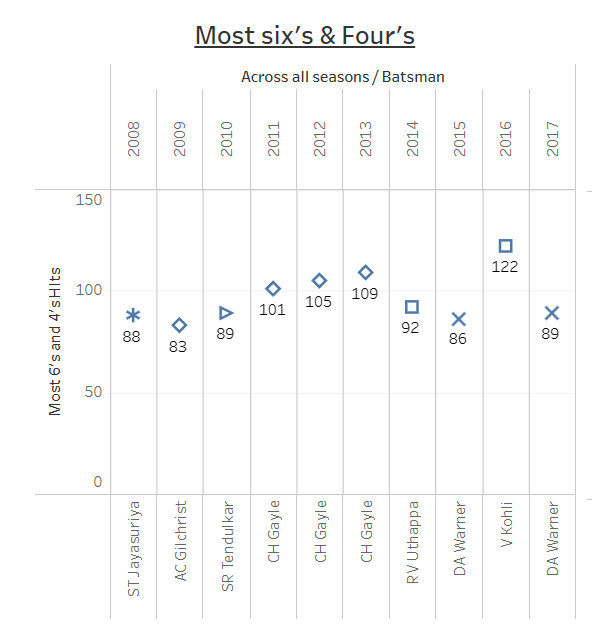 Most six's & Four's
Across all seasons / Batsman
2008 2009 2010 2011 2012 2013 2014 2015 2016 2017
Most 6's and 4's HIts
150
100
50
0
88 83 89 101 105 109 92 86 122 89
ST Jayasuriya
AC Gilchrist
SR Tendulkar
CH Gayle
CH Gayle
CH Gayle
RV Uthappa
DA Warner
V Kohli
DA Warner